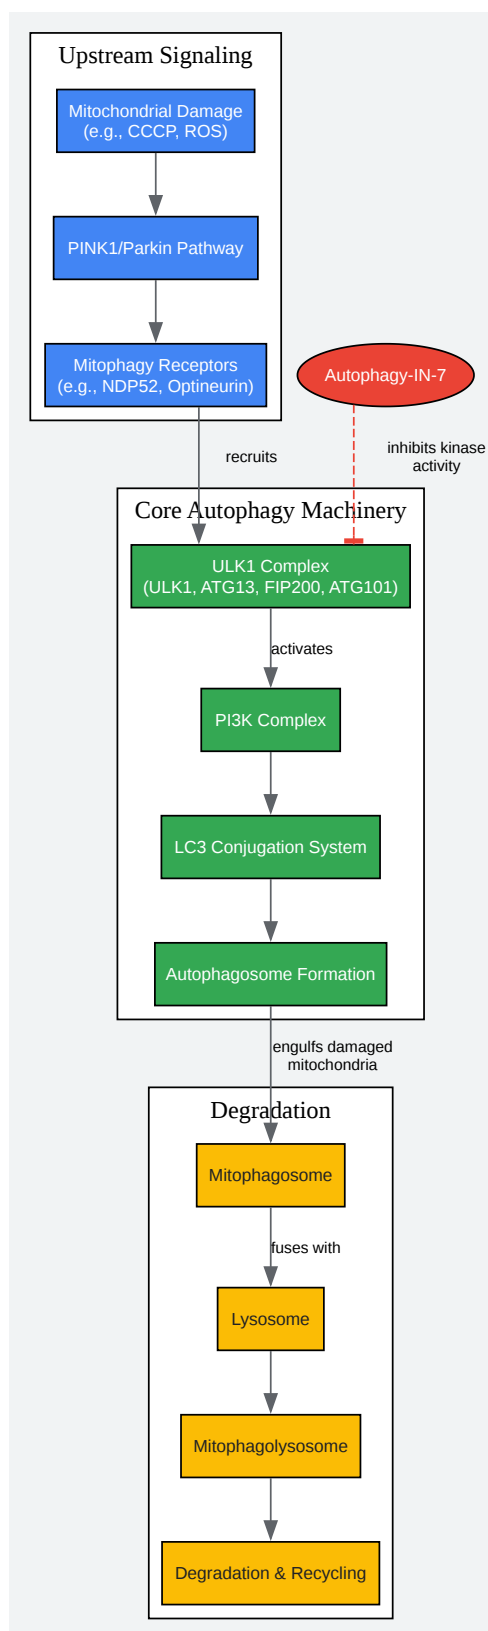 Upstream Signaling
Mitochondrial Damage
(e.g., CCCP, ROS)
PINK1/Parkin Pathway
Mitophagy Receptors
(e.g., NDP52, Optineurin)
Autophagy-IN-7
recruits
inhibits kinase
activity
Core Autophagy Machinery
ULK1 Complex
(ULK1, ATG13, FIP200, ATG101)
activates
PI3K Complex
LC3 Conjugation System
Autophagosome Formation
engulfs damaged
mitochondria
Degradation
Mitophagosome
fuses with
Lysosome
Mitophagolysosome
Degradation & Recycling